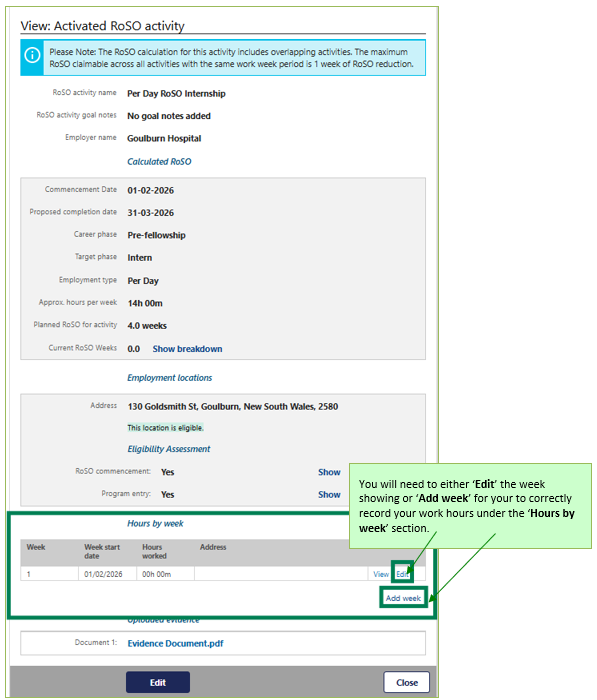 View: Activated RoSO activity
Please Note: The RoSO calculation for this activity includes overlapping activities. The maximum
RoSO claimable across all activities with the same work week period is 1 week of RoSO reduction.
RoSO activity name Per Day RoSO Internship
RoSO activity goal notes No goal notes added
Employer name Goulburn Hospital
Calculated RoSO
Commencement Date 01-02-2026
Proposed completion date 31-03-2026
Career phase Pre-fellowship
Target phase Intern
Employment type Per Day
Approx. hours per week 14h 00m
Planned RoSO for activity 4.0 weeks
Current RoSO Weeks 0.0 Show breakdown
Employment locations
Address 130 Goldsmith St, Goulburn, New South Wales, 2580
This location is eligible.
Eligibility Assessment
RoSO commencement: Yes Show
Program entry: Yes Show
You will need to either ‘Edit’ the week
showing or ‘Add week’ for your to correctly
record your work hours under the ‘Hours by
week’ section.
Hours by week
Week Week start date Hours worked Address
1 01/02/2026 00h 00m View Edit
Add week
Uploaded evidence
Document 1: Evidence Document.pdf
Edit Close